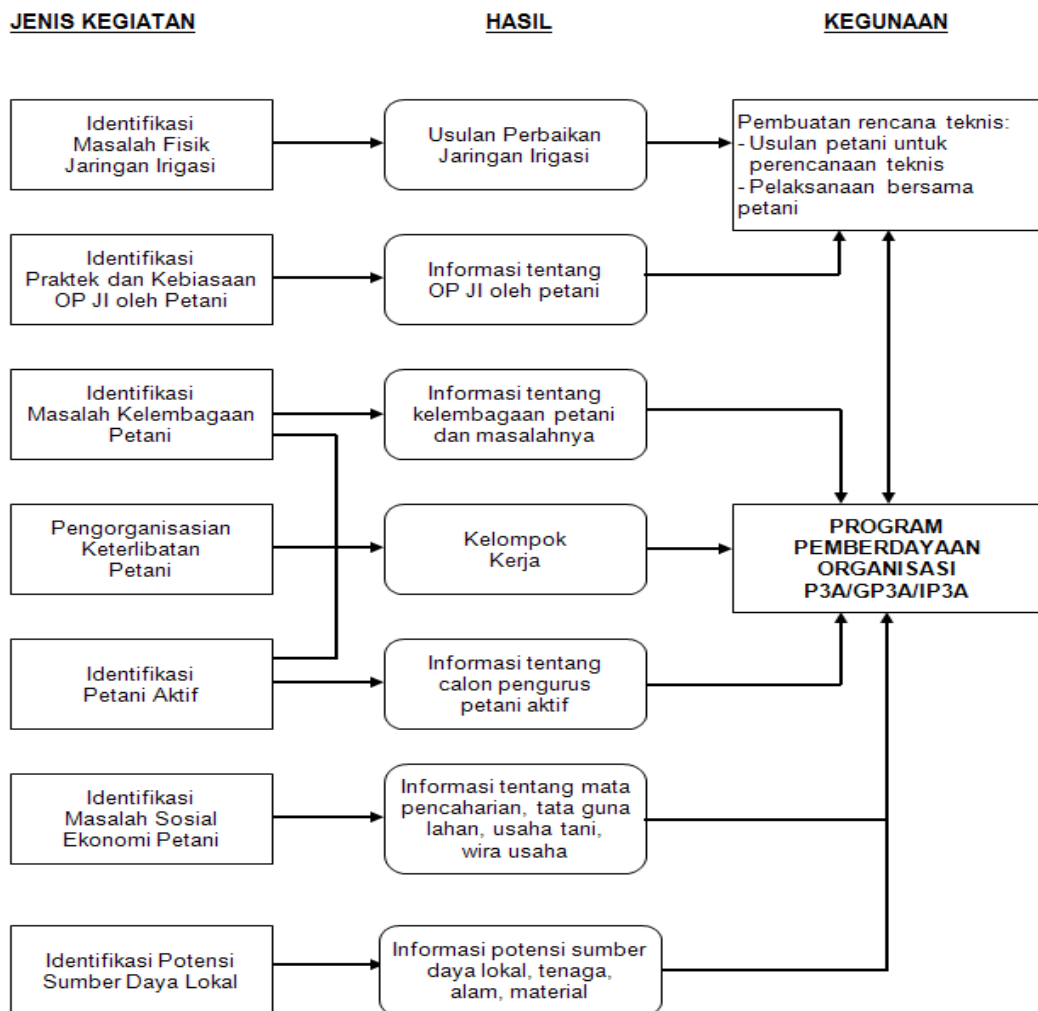 JENIS KEGIATAN
HASIL
KEGUNAAN
Identifikasi
Masalah Fisik
Jaringan Irigasi
Usulan Perbaikan
Jaringan Irigasi
Pembuatan rencana teknis:
- Usulan petani untuk
perencanaan teknis
- Pelaksanaan bersama
petani
Identifikasi
Praktek dan Kebiasaan
OP JI oleh Petani
Informasi tentang
OP JI oleh petani
Identifikasi
Masalah Kelembagaan
Petani
Informasi tentang
kelembagaan petani
dan masalahnya
Pengorganisasian
Keterlibatan
Petani
Kelompok
Kerja
PROGRAM
PEMBERDAYAAN
ORGANISASI
P3A/GP3A/IP3A
Identifikasi
Petani Aktif
Informasi tentang
calon pengurus
petani aktif
Identifikasi
Masalah Sosial
Ekonomi Petani
Informasi tentang mata
pencaharian, tata guna
lahan, usaha tani,
wira usaha
Identifikasi Potensi
Sumber Daya Lokal
Informasi potensi sumber
daya lokal, tenaga,
alam, material